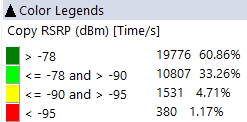 Color Legends
Copy RSRP (dBm) [Time/s]
> -78 19776 60.86%
<= -78 and > -90 10807 33.26%
<= -90 and > -95 1531 4.71%
< -95 380 1.17%